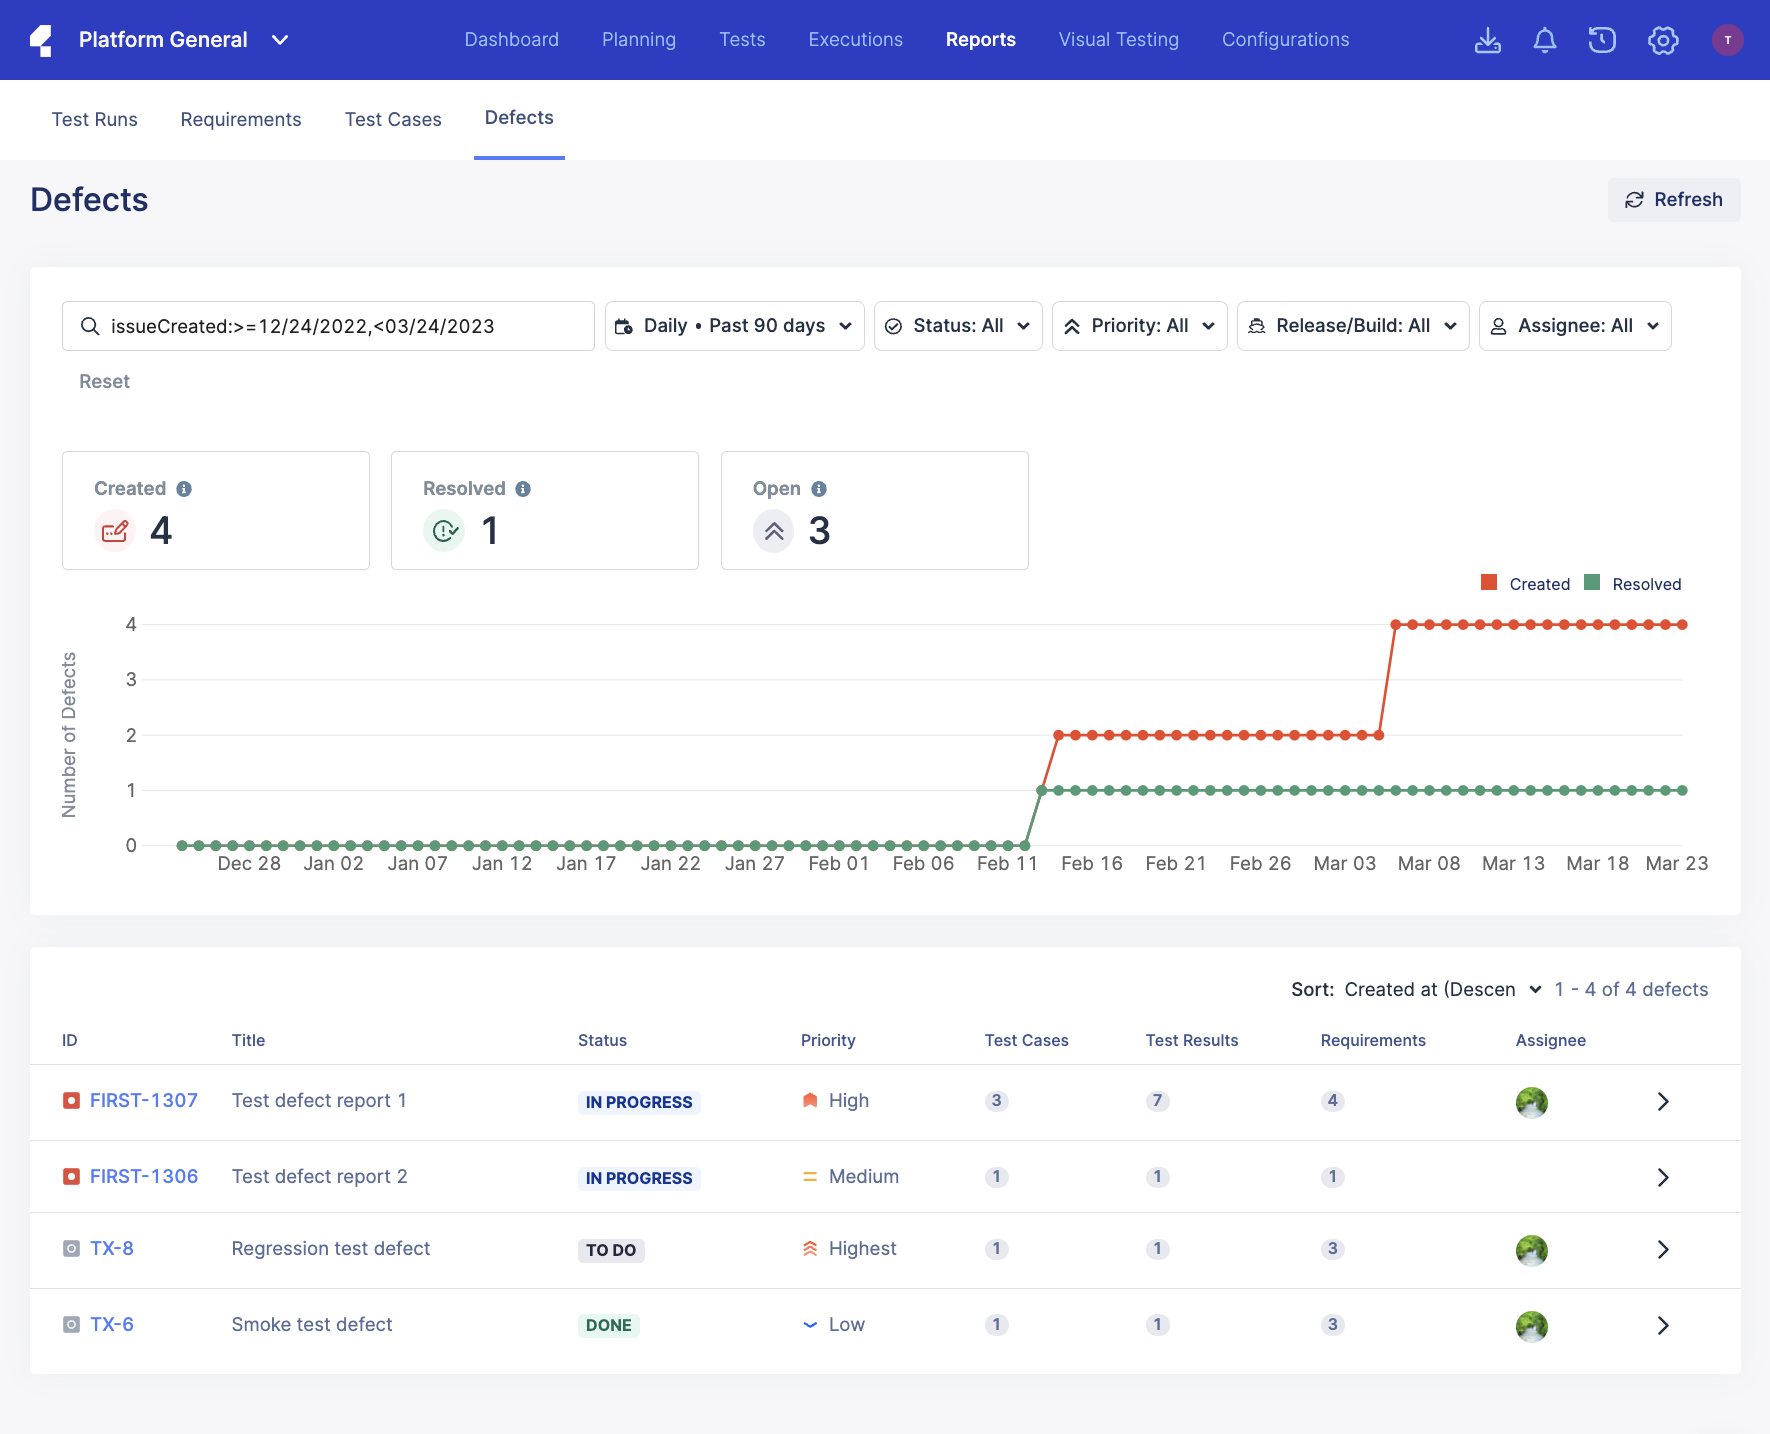 Platform General
Dashboard Planning Tests Executions Reports Visual Testing Configurations
T
Test Runs Requirements Test Cases Defects
Defects
Refresh
issueCreated:>=12/24/2022,<03/24/2023
Daily • Past 90 days
Status: All
Priority: All
Release/Build: All
Assignee: All
Reset
Created
4
Resolved
1
Open
3
Created Resolved
Number of Defects
4
3
2
1
0
Dec 28 Jan 02 Jan 07 Jan 12 Jan 17 Jan 22 Jan 27 Feb 01 Feb 06 Feb 11 Feb 16 Feb 21 Feb 26 Mar 03 Mar 08 Mar 13 Mar 18 Mar 23
Sort: Created at (Descen 1 - 4 of 4 defects
ID Title Status Priority Test Cases Test Results Requirements Assignee
FIRST-1307 Test defect report 1 IN PROGRESS High 3 7 4
FIRST-1306 Test defect report 2 IN PROGRESS Medium 1 1 1
TX-8 Regression test defect TO DO Highest 1 1 3
TX-6 Smoke test defect DONE Low 1 1 3